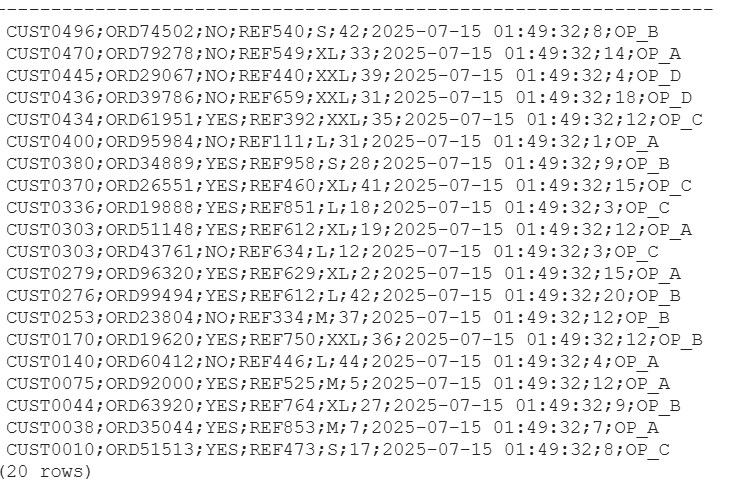 --------------------------------------------------------------------
CUST0496;ORD74502;NO;REF540;S;42;2025-07-15 01:49:32;8;OP_B
CUST0470;ORD79278;NO;REF549;XL;33;2025-07-15 01:49:32;14;OP_A
CUST0445;ORD29067;NO;REF440;XXL;39;2025-07-15 01:49:32;4;OP_D
CUST0436;ORD39786;NO;REF659;XXL;31;2025-07-15 01:49:32;18;OP_D
CUST0434;ORD61951;YES;REF392;XXL;35;2025-07-15 01:49:32;12;OP_C
CUST0400;ORD95984;NO;REF111;L;31;2025-07-15 01:49:32;1;OP_A
CUST0380;ORD34889;YES;REF958;S;28;2025-07-15 01:49:32;9;OP_B
CUST0370;ORD26551;YES;REF460;XL;41;2025-07-15 01:49:32;15;OP_C
CUST0336;ORD19888;YES;REF851;L;18;2025-07-15 01:49:32;3;OP_C
CUST0303;ORD51148;YES;REF612;XL;19;2025-07-15 01:49:32;12;OP_A
CUST0303;ORD43761;NO;REF634;L;12;2025-07-15 01:49:32;3;OP_C
CUST0279;ORD96320;YES;REF629;XL;2;2025-07-15 01:49:32;15;OP_A
CUST0276;ORD99494;YES;REF612;L;42;2025-07-15 01:49:32;20;OP_B
CUST0253;ORD23804;NO;REF334;M;37;2025-07-15 01:49:32;12;OP_B
CUST0170;ORD19620;YES;REF750;XXL;36;2025-07-15 01:49:32;12;OP_B
CUST0140;ORD60412;NO;REF446;L;44;2025-07-15 01:49:32;4;OP_A
CUST0075;ORD92000;YES;REF525;M;5;2025-07-15 01:49:32;12;OP_A
CUST0044;ORD63920;YES;REF764;XL;27;2025-07-15 01:49:32;9;OP_B
CUST0038;ORD35044;YES;REF853;M;7;2025-07-15 01:49:32;7;OP_A
CUST0010;ORD51513;YES;REF473;S;17;2025-07-15 01:49:32;8;OP_C
(20 rows)